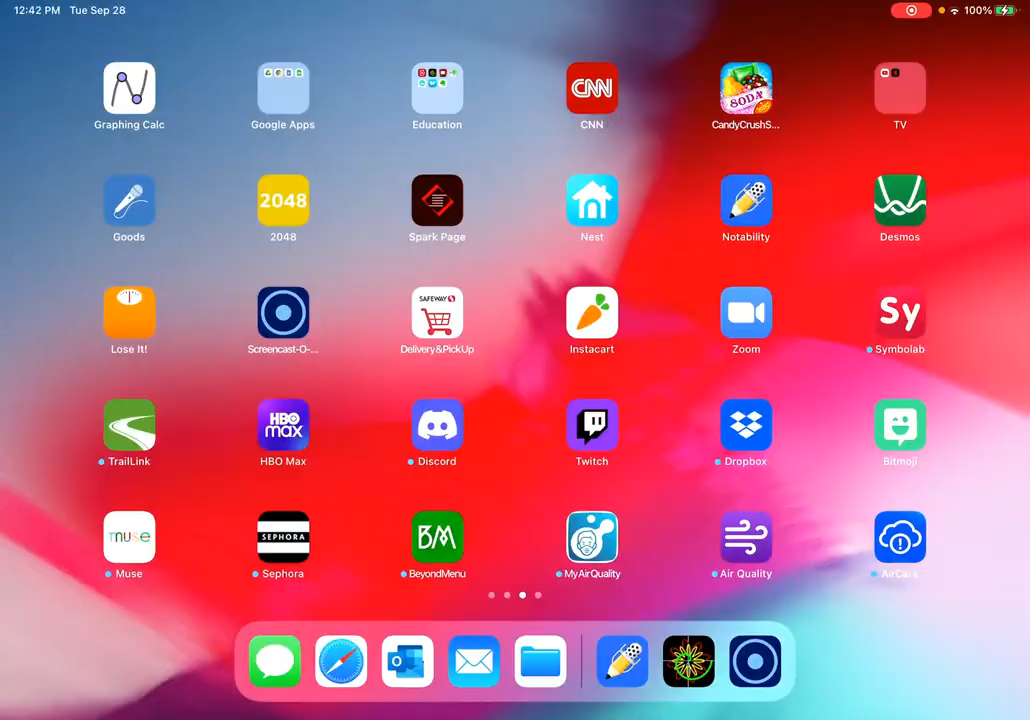 12:42 PM Tue Sep 28
100%
Graphing Calc
Google Apps
Education
CNN
CNN
SODA
CandyCrushS...
TV
Goods
2048
2048
Spark Page
Nest
Notability
Desmos
Lose It!
Screencast-O-...
SAFEWAY
Delivery&PickUp
Instacart
Zoom
Sy
Symbolab
TrailLink
HBO
max
HBO Max
Discord
Twitch
Dropbox
Bitmoji
muse
Muse
SEPHORA
Sephora
BM
BeyondMenu
MyAirQuality
Air Quality
AirCare
O